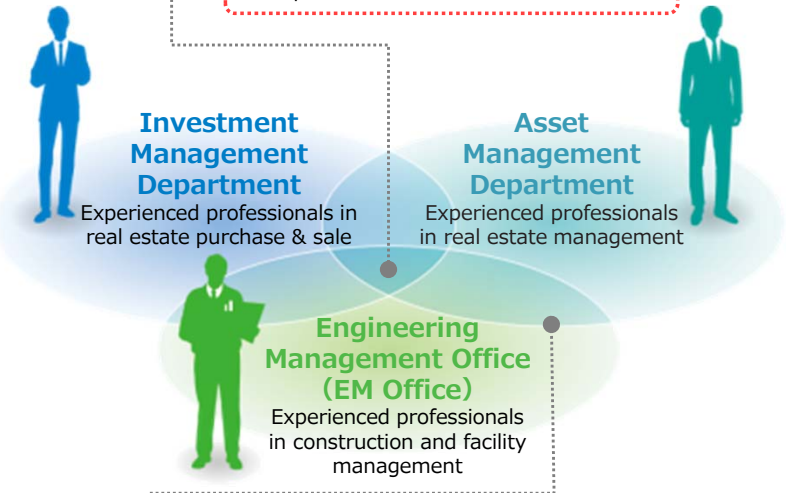 Investment
Management
Department
Experienced professionals in
real estate purchase & sale
Asset
Management
Department
Experienced professionals
in real estate management
Engineering
Management Office
(EM Office)
Experienced professionals
in construction and facility
management